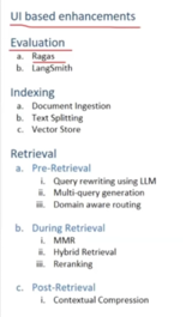 UI based enhancements
Evaluation
a. Ragas
b. LangSmith
Indexing
a. Document Ingestion
b. Text Splitting
c. Vector Store
Retrieval
a. Pre-Retrieval
i. Query rewriting using LLM
ii. Multi-query generation
iii. Domain aware routing
b. During Retrieval
i. MMR
ii. Hybrid Retrieval
iii. Reranking
c. Post-Retrieval
i. Contextual Compression